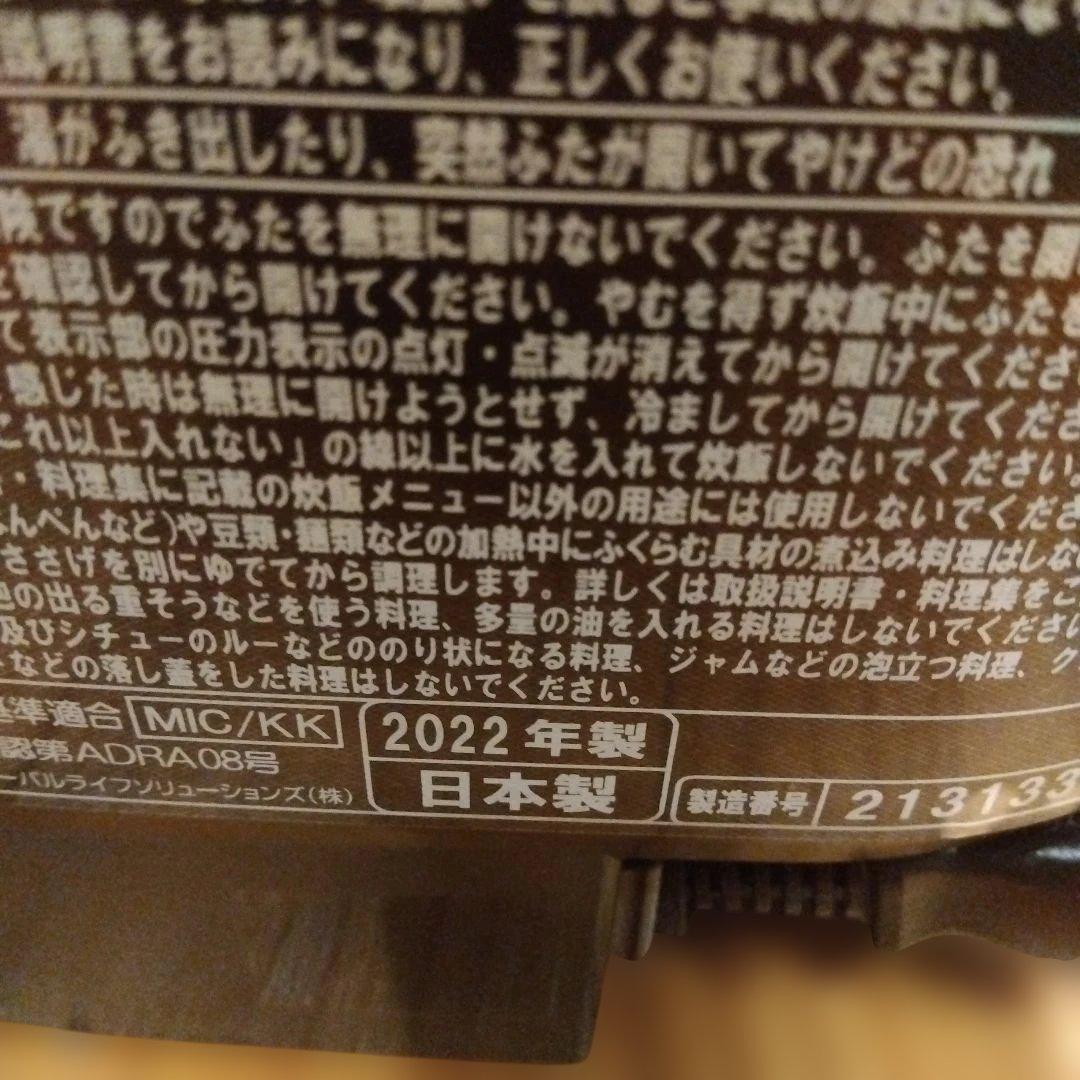 説明書をお読みになり、正しくお使いください。
湯がふき出したり、突然ふたが開いてやけどの恐れ
険ですのでふたを無理に開けないでください。ふたを開
と確認してから開けてください。やむを得ず炊飯中にふたを
て表示部の圧力表示の点灯・点滅が消えてから開けてくださ
感じた時は無理に開けようとせず、冷ましてから開けてくださ
これ以上入れない」の線以上に水を入れて炊飯しないでください。
・料理集に記載の炊飯メニュー以外の用途には使用しないでくださ
んぺんなど)や豆類・麺類などの加熱中にふくらむ具材の煮込み料理はしない
ささげを別にゆでてから調理します。詳しくは取扱説明書・料理集をご
の出る重そうなどを使う料理、多量の油を入れる料理はしないでください
及びシチューのルーなどののり状になる料理、ジャムなどの泡立つ料理、ク
などの落し蓋をした料理はしないでください。
基準適合 MIC/KK
認第ADRA08号
ーバルライフソリューションズ(株)
2022年製
日本製
製造番号 213133